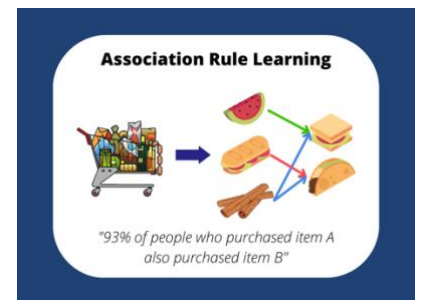 Association Rule Learning
"93% of people who purchased item A
also purchased item B"